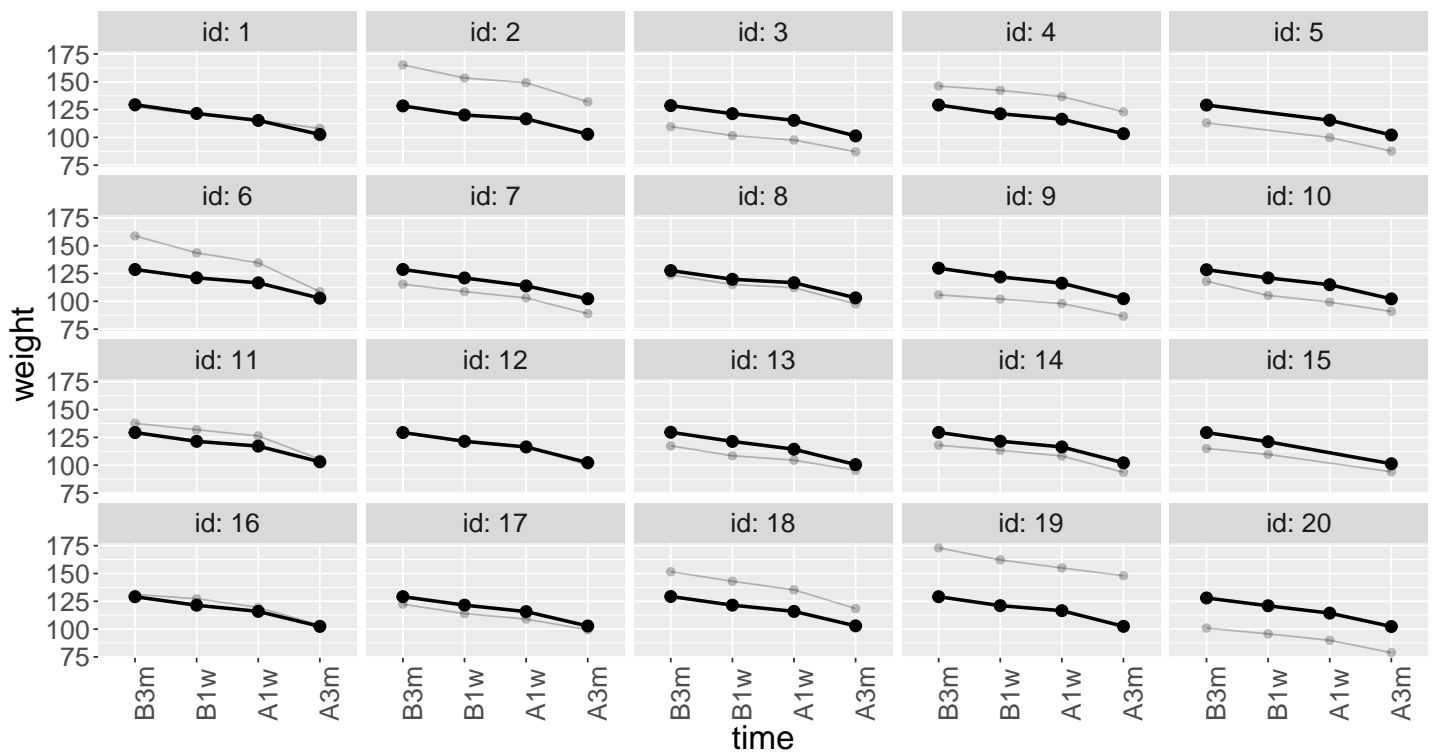 id: 1
id: 2
id: 3
id: 4
id: 5
175
150
125
100
75
id: 6
id: 7
id: 8
id: 9
id: 10
175
150
125
100
75
id: 11
id: 12
id: 13
id: 14
id: 15
175
150
125
100
75
id: 16
id: 17
id: 18
id: 19
id: 20
175
150
125
100
75
weight
B3m
B1w
A1w
A3m
B3m
B1w
A1w
A3m
B3m
B1w
A1w
A3m
B3m
B1w
A1w
A3m
B3m
B1w
A1w
A3m
time